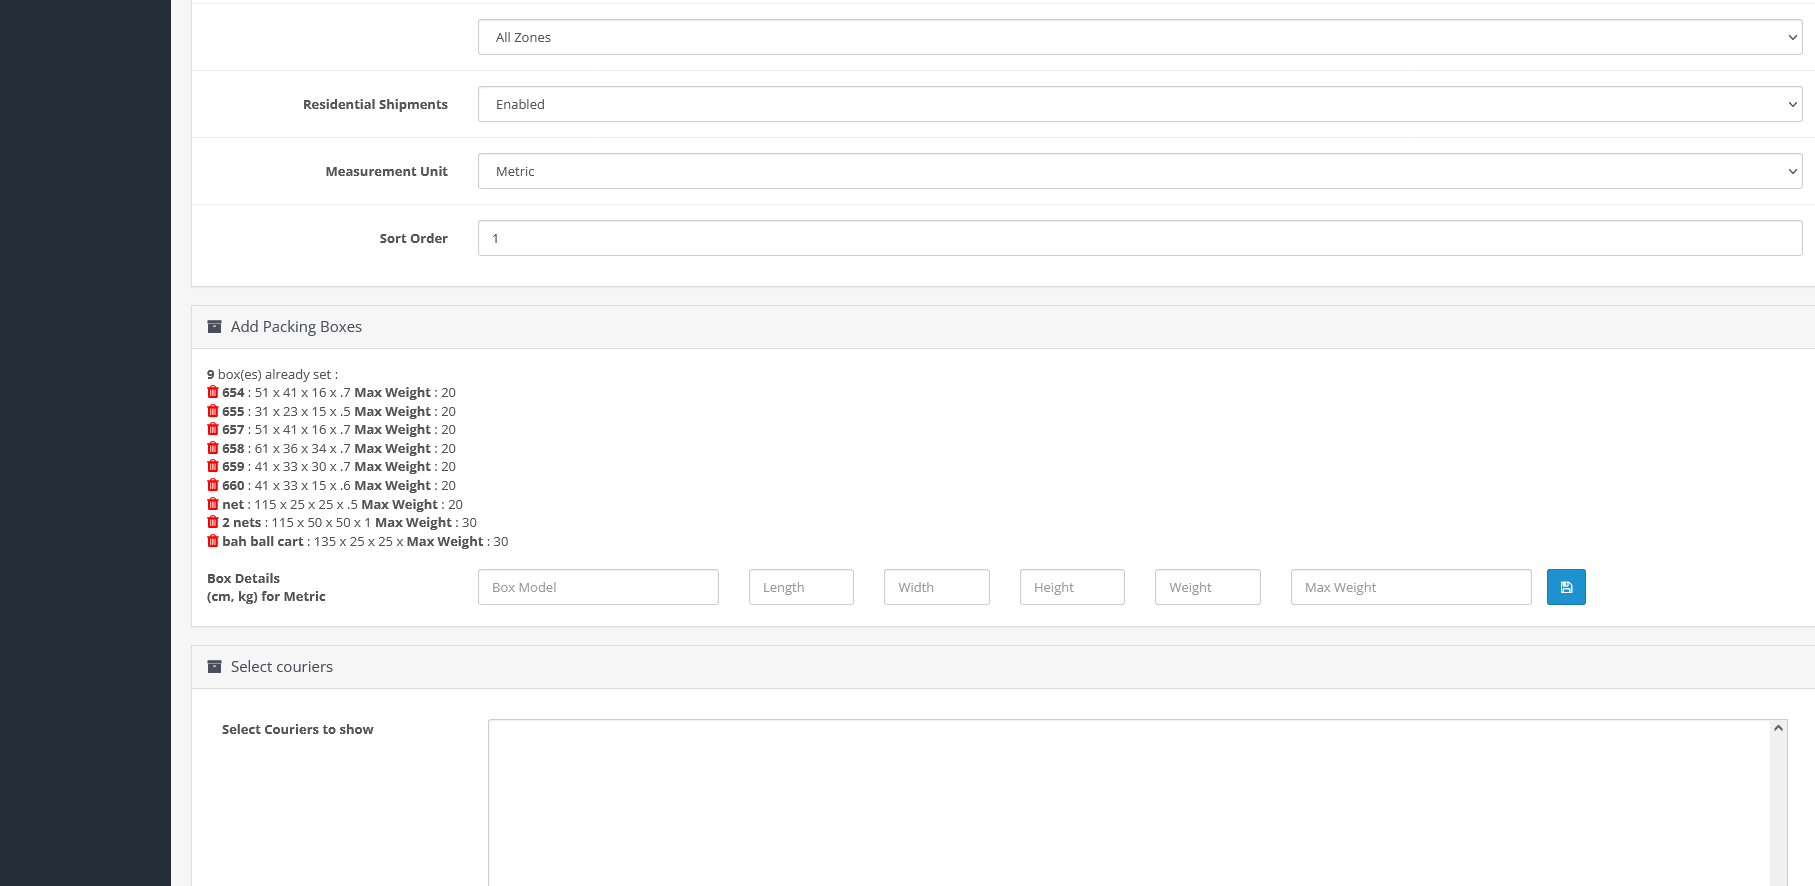 All Zones
Residential Shipments
Enabled
Measurement Unit
Metric
Sort Order
1
Add Packing Boxes
9 box(es) already set :
654 : 51 x 41 x 16 x .7 Max Weight : 20
655 : 31 x 23 x 15 x .5 Max Weight : 20
657 : 51 x 41 x 16 x .7 Max Weight : 20
658 : 61 x 36 x 34 x .7 Max Weight : 20
659 : 41 x 33 x 30 x .7 Max Weight : 20
660 : 41 x 33 x 15 x .6 Max Weight : 20
net : 115 x 25 x 25 x .5 Max Weight : 20
2 nets : 115 x 50 x 50 x 1 Max Weight : 30
bah ball cart : 135 x 25 x 25 x Max Weight : 30
Box Details
(cm, kg) for Metric
Box Model
Length
Width
Height
Weight
Max Weight
Select couriers
Select Couriers to show